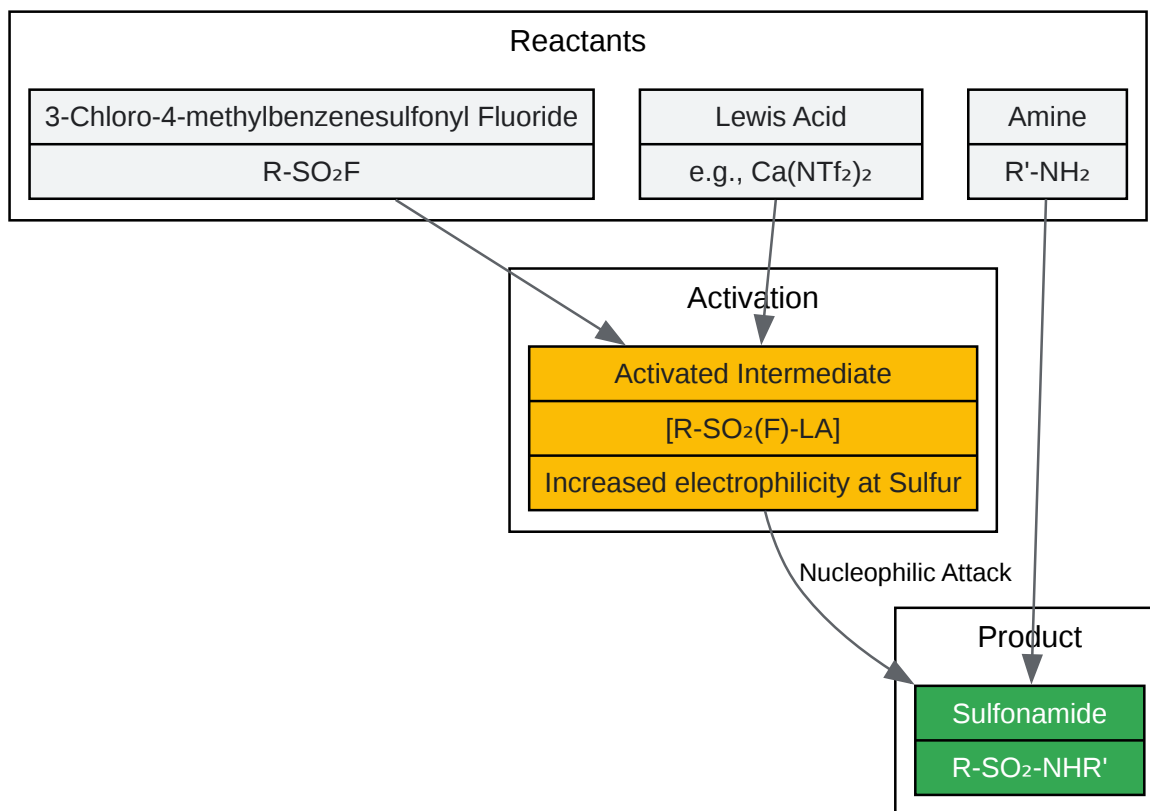 Reactants
3-Chloro-4-methylbenzenesulfonyl Fluoride
R-SO₂F
Lewis Acid
e.g., Ca(NTf₂)₂
Amine
R'-NH₂
Activation
Activated Intermediate
[R-SO₂(F)-LA]
Increased electrophilicity at Sulfur
Nucleophilic Attack
Product
Sulfonamide
R-SO₂-NHR'